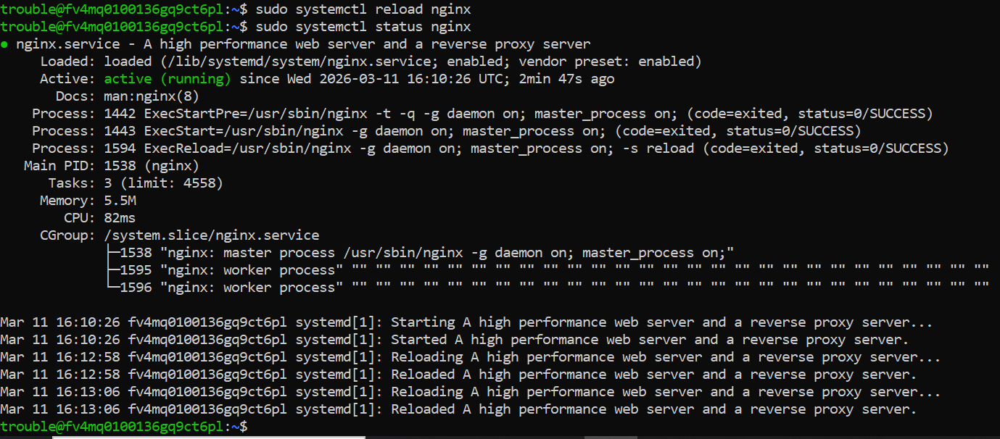 trouble@fv4mq0100136gq9ct6pl:~$ sudo systemctl reload nginx
trouble@fv4mq0100136gq9ct6pl:~$ sudo systemctl status nginx
● nginx.service - A high performance web server and a reverse proxy server
     Loaded: loaded (/lib/systemd/system/nginx.service; enabled; vendor preset: enabled)
     Active: active (running) since Wed 2026-03-11 16:10:26 UTC; 2min 47s ago
       Docs: man:nginx(8)
    Process: 1442 ExecStartPre=/usr/sbin/nginx -t -q -g daemon on; master_process on; (code=exited, status=0/SUCCESS)
    Process: 1443 ExecStart=/usr/sbin/nginx -g daemon on; master_process on; (code=exited, status=0/SUCCESS)
    Process: 1594 ExecReload=/usr/sbin/nginx -g daemon on; master_process on; -s reload (code=exited, status=0/SUCCESS)
   Main PID: 1538 (nginx)
      Tasks: 3 (limit: 4558)
     Memory: 5.5M
        CPU: 82ms
     CGroup: /system.slice/nginx.service
             ├─1538 "nginx: master process /usr/sbin/nginx -g daemon on; master_process on;"
             ├─1595 "nginx: worker process" "" "" "" "" "" "" "" "" "" "" "" "" "" "" "" "" "" "" "" "" "" "" "" "" "" "" ""
             └─1596 "nginx: worker process" "" "" "" "" "" "" "" "" "" "" "" "" "" "" "" "" "" "" "" "" "" "" "" "" "" "" ""

Mar 11 16:10:26 fv4mq0100136gq9ct6pl systemd[1]: Starting A high performance web server and a reverse proxy server...
Mar 11 16:10:26 fv4mq0100136gq9ct6pl systemd[1]: Started A high performance web server and a reverse proxy server.
Mar 11 16:12:58 fv4mq0100136gq9ct6pl systemd[1]: Reloading A high performance web server and a reverse proxy server...
Mar 11 16:12:58 fv4mq0100136gq9ct6pl systemd[1]: Reloaded A high performance web server and a reverse proxy server.
Mar 11 16:13:06 fv4mq0100136gq9ct6pl systemd[1]: Reloading A high performance web server and a reverse proxy server...
Mar 11 16:13:06 fv4mq0100136gq9ct6pl systemd[1]: Reloaded A high performance web server and a reverse proxy server.
trouble@fv4mq0100136gq9ct6pl:~$